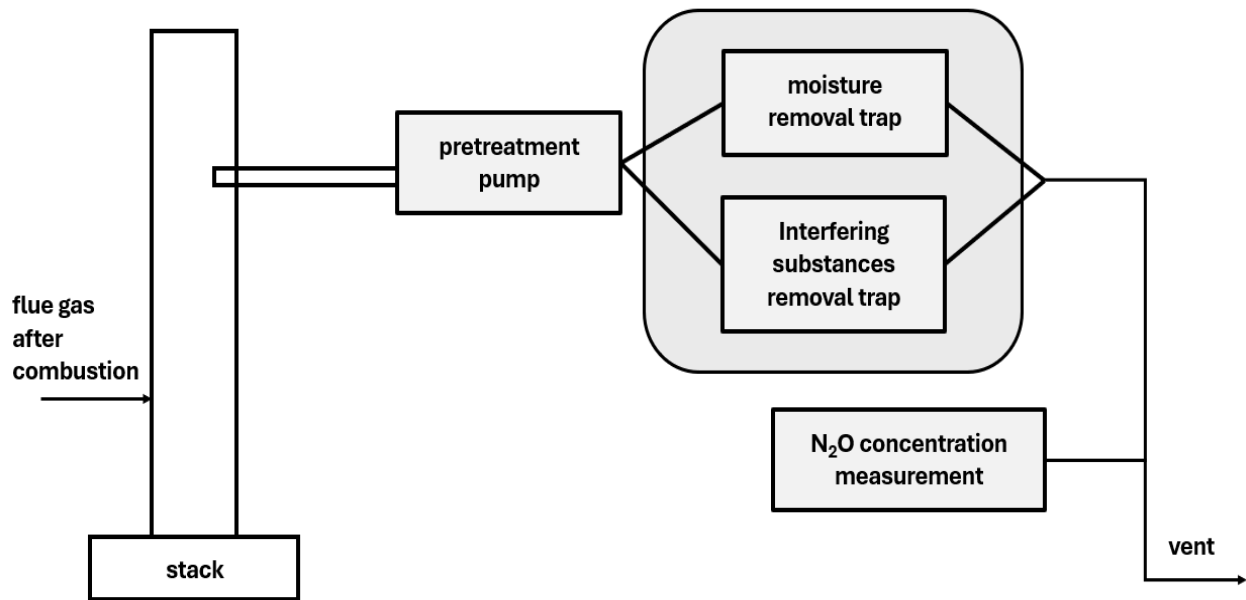 moisture
removal trap
pretreatment
pump
Interfering
substances
removal trap
flue gas
after
combustion
N₂O concentration
measurement
vent
stack